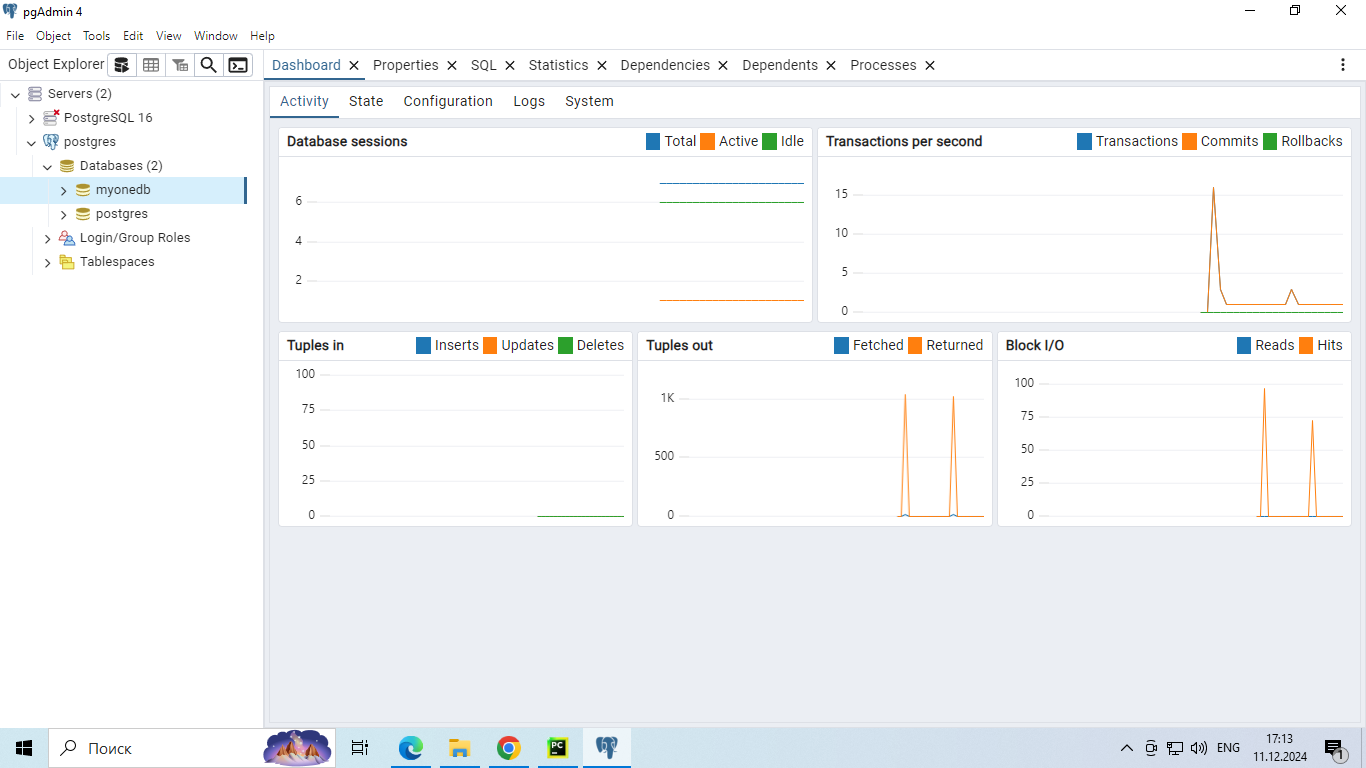 pgAdmin 4
File Object Tools Edit View Window Help
Object Explorer
Dashboard Properties SQL Statistics Dependencies Dependents Processes
Servers (2)
PostgreSQL 16
postgres
Databases (2)
myonedb
postgres
Login/Group Roles
Tablespaces
Activity State Configuration Logs System
Database sessions Total Active Idle
6
4
2
Transactions per second Transactions Commits Rollbacks
15
10
5
0
Tuples in Inserts Updates Deletes
100
75
50
25
0
Tuples out Fetched Returned
1K
500
0
Block I/O Reads Hits
100
75
50
25
0
Поиск
PC
ENG
17:13
11.12.2024
1